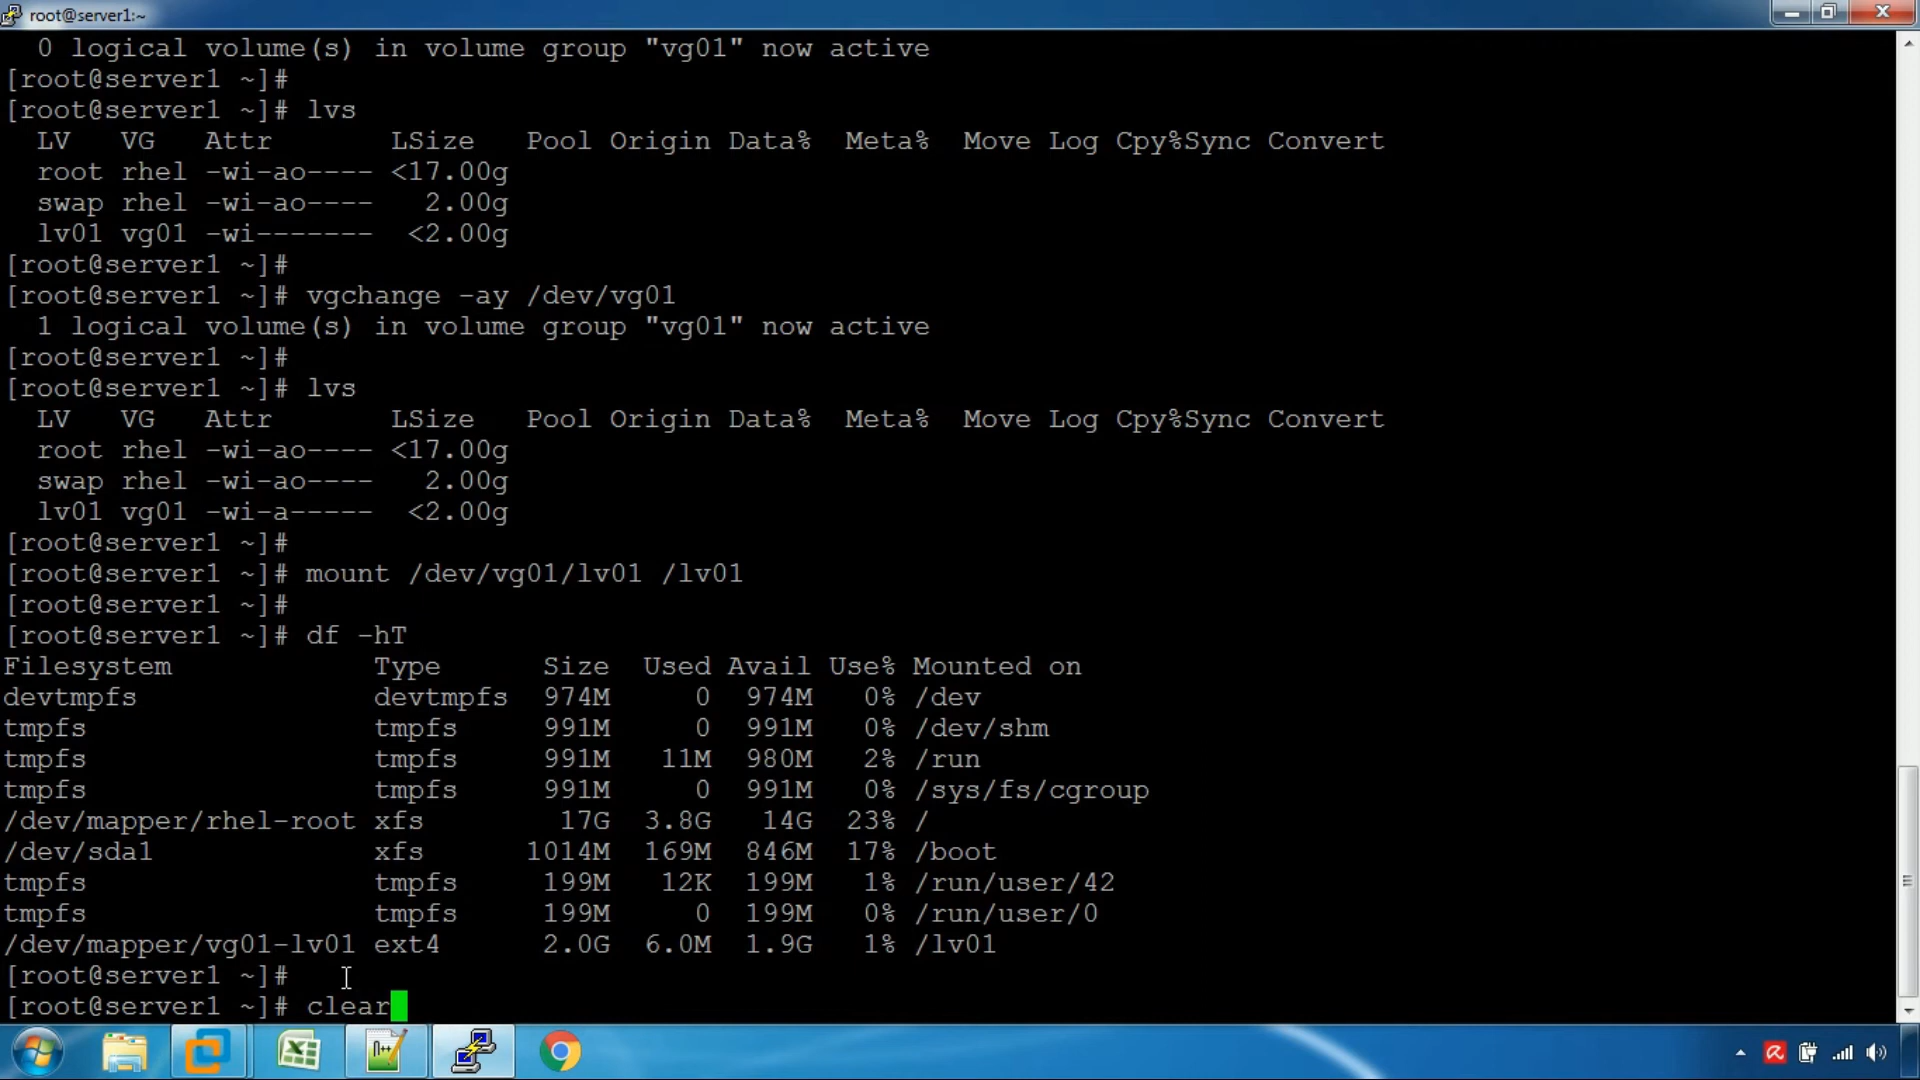 root@server1:~
0 logical volume(s) in volume group "vg01" now active
[root@server1 ~]#
[root@server1 ~]# lvs
LV VG Attr LSize Pool Origin Data% Meta% Move Log Cpy%Sync Convert
root rhel -wi-ao---- <17.00g
swap rhel -wi-ao---- 2.00g
lv01 vg01 -wi------- <2.00g
[root@server1 ~]#
[root@server1 ~]# vgchange -ay /dev/vg01
1 logical volume(s) in volume group "vg01" now active
[root@server1 ~]#
[root@server1 ~]# lvs
LV VG Attr LSize Pool Origin Data% Meta% Move Log Cpy%Sync Convert
root rhel -wi-ao---- <17.00g
swap rhel -wi-ao---- 2.00g
lv01 vg01 -wi-a----- <2.00g
[root@server1 ~]#
[root@server1 ~]# mount /dev/vg01/lv01 /lv01
[root@server1 ~]#
[root@server1 ~]# df -hT
Filesystem Type Size Used Avail Use% Mounted on
devtmpfs devtmpfs 974M 0 974M 0% /dev
tmpfs tmpfs 991M 0 991M 0% /dev/shm
tmpfs tmpfs 991M 11M 980M 2% /run
tmpfs tmpfs 991M 0 991M 0% /sys/fs/cgroup
/dev/mapper/rhel-root xfs 17G 3.8G 14G 23% /
/dev/sda1 xfs 1014M 169M 846M 17% /boot
tmpfs tmpfs 199M 12K 199M 1% /run/user/42
tmpfs tmpfs 199M 0 199M 0% /run/user/0
/dev/mapper/vg01-lv01 ext4 2.0G 6.0M 1.9G 1% /lv01
[root@server1 ~]#
[root@server1 ~]# clear